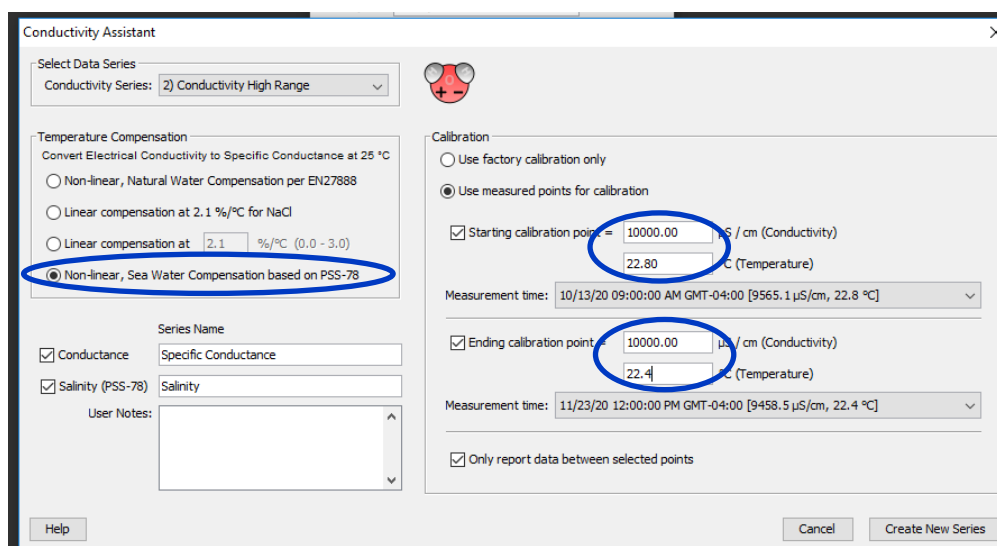 Conductivity Assistant
Select Data Series
Conductivity Series: 2) Conductivity High Range
Temperature Compensation
Convert Electrical Conductivity to Specific Conductance at 25 °C
Non-linear, Natural Water Compensation per EN27888
Linear compensation at 2.1 %/°C for NaCl
Linear compensation at 2.1 %/°C (0.0 - 3.0)
Non-linear, Sea Water Compensation based on PSS-78
Series Name
Conductance Specific Conductance
Salinity (PSS-78) Salinity
User Notes:
Calibration
Use factory calibration only
Use measured points for calibration
Starting calibration point = 10000.00 µS / cm (Conductivity)
22.80 °C (Temperature)
Measurement time: 10/13/20 09:00:00 AM GMT-04:00 [9565.1 µS/cm, 22.8 °C]
Ending calibration point = 10000.00 µS / cm (Conductivity)
22.4 °C (Temperature)
Measurement time: 11/23/20 12:00:00 PM GMT-04:00 [9458.5 µS/cm, 22.4 °C]
Only report data between selected points
Help
Cancel
Create New Series